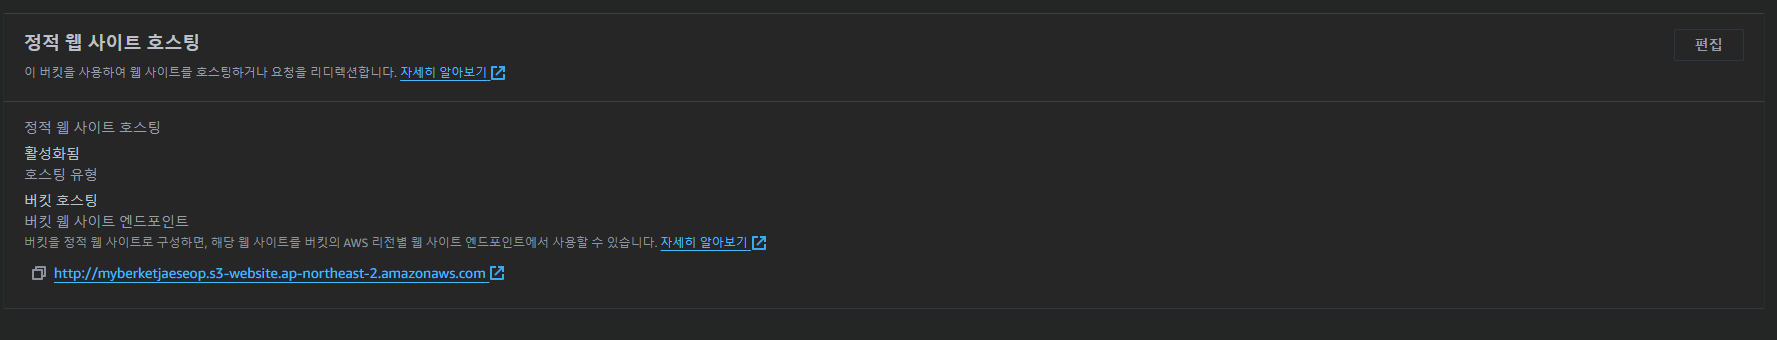 정적 웹 사이트 호스팅
편집
이 버킷을 사용하여 웹 사이트를 호스팅하거나 요청을 리디렉션합니다. 자세히 알아보기
정적 웹 사이트 호스팅
활성화됨
호스팅 유형
버킷 호스팅
버킷 웹 사이트 엔드포인트
버킷을 정적 웹 사이트로 구성하면, 해당 웹 사이트를 버킷의 AWS 리전별 웹 사이트 엔드포인트에서 사용할 수 있습니다. 자세히 알아보기
http://myberketjaeseop.s3-website.ap-northeast-2.amazonaws.com